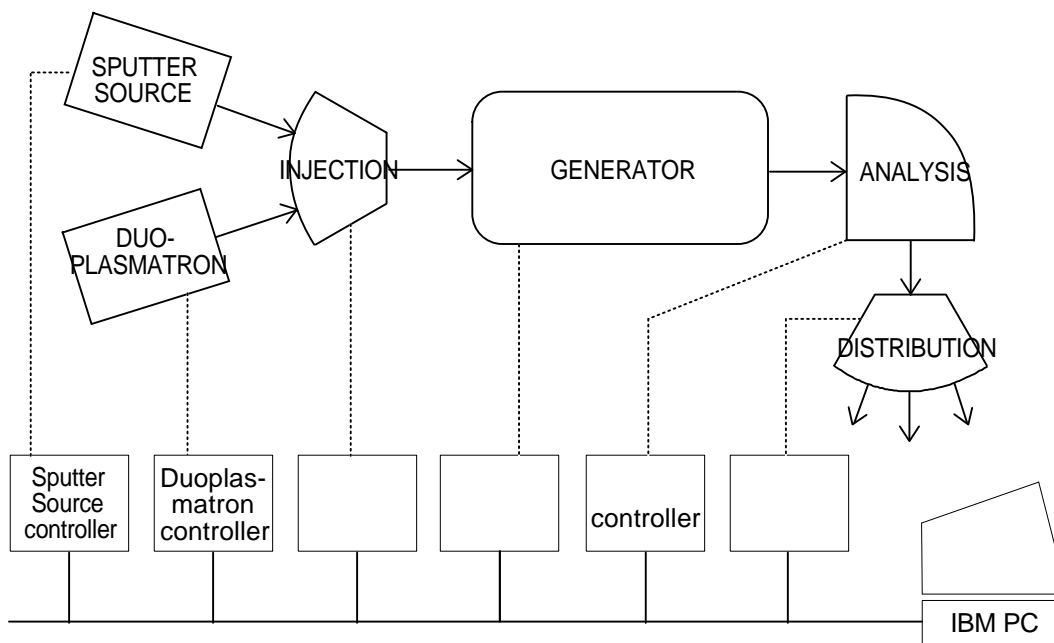 SPUTTER
SOURCE
INJECTION
GENERATOR
ANALYSIS
DUO-
PLASMATRON
DISTRIBUTION
Sputter
Source
controller
Duoplas-
matron
controller
controller
IBM PC